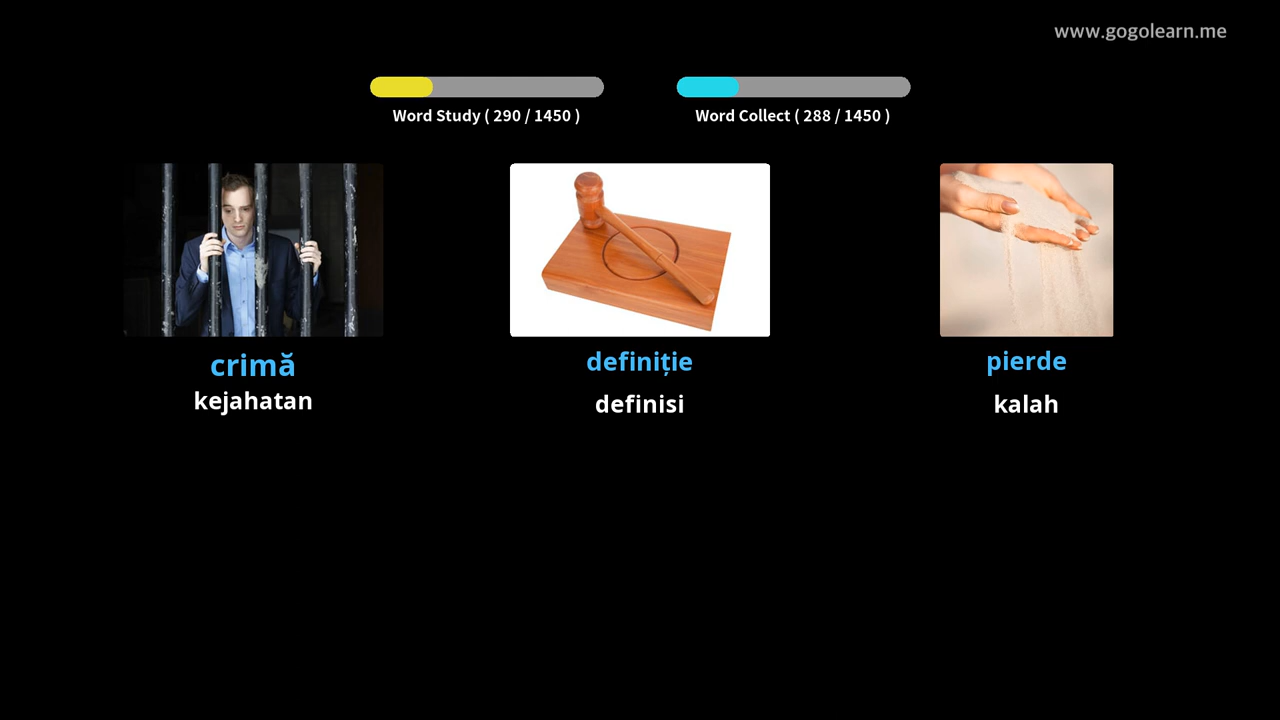 www.gogolearn.me
Word Study ( 290 / 1450 )
Word Collect ( 288 / 1450 )
crimă
kejahatan
definiție
definisi
pierde
kalah